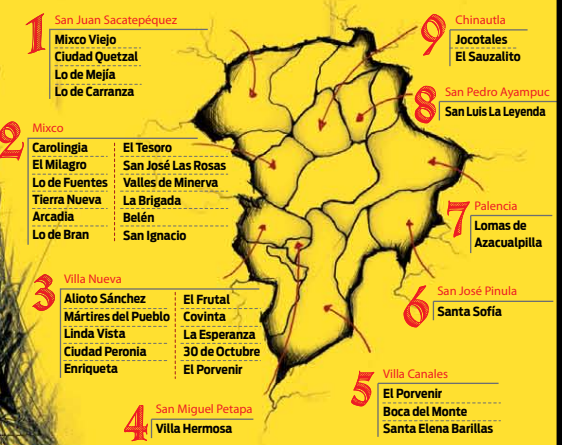 1
San Juan Sacatepéquez
Mixco Viejo
Ciudad Quetzal
Lo de Mejía
Lo de Carranza
2
Mixco
Carolingia
El Milagro
Lo de Fuentes
Tierra Nueva
Arcadia
Lo de Bran
El Tesoro
San José Las Rosas
Valles de Minerva
La Brigada
Belén
San Ignacio
3
Villa Nueva
Alioto Sánchez
Mártires del Pueblo
Linda Vista
Ciudad Peronia
Enriqueta
El Frutal
Covinta
La Esperanza
30 de Octubre
El Porvenir
4
San Miguel Petapa
Villa Hermosa
5
Villa Canales
El Porvenir
Boca del Monte
Santa Elena Barillas
6
San José Pinula
Santa Sofía
7
Palencia
Lomas de
Azacualpilla
8
San Pedro Ayampuc
San Luis La Leyenda
9
Chinautla
Jocotales
El Sauzalito